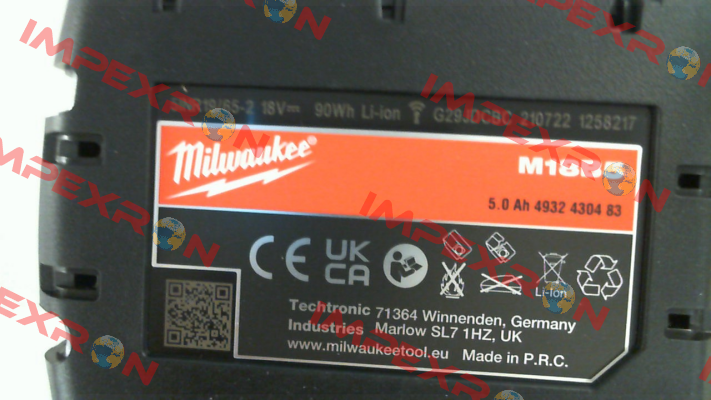 18V 90Wh Li-ion G29JDCBC 210722 1258217
Milwaukee®
5.0 Ah 4932 4304 83
CE UK CA
Li-ion
Techtronic 71364 Winnenden, Germany
Industries Marlow SL7 1HZ, UK
www.milwaukeetool.eu Made in P.R.C.
IMPEXRON
IMPEXRON
IMPEXRON
IMPEXRON
IMPEXRON